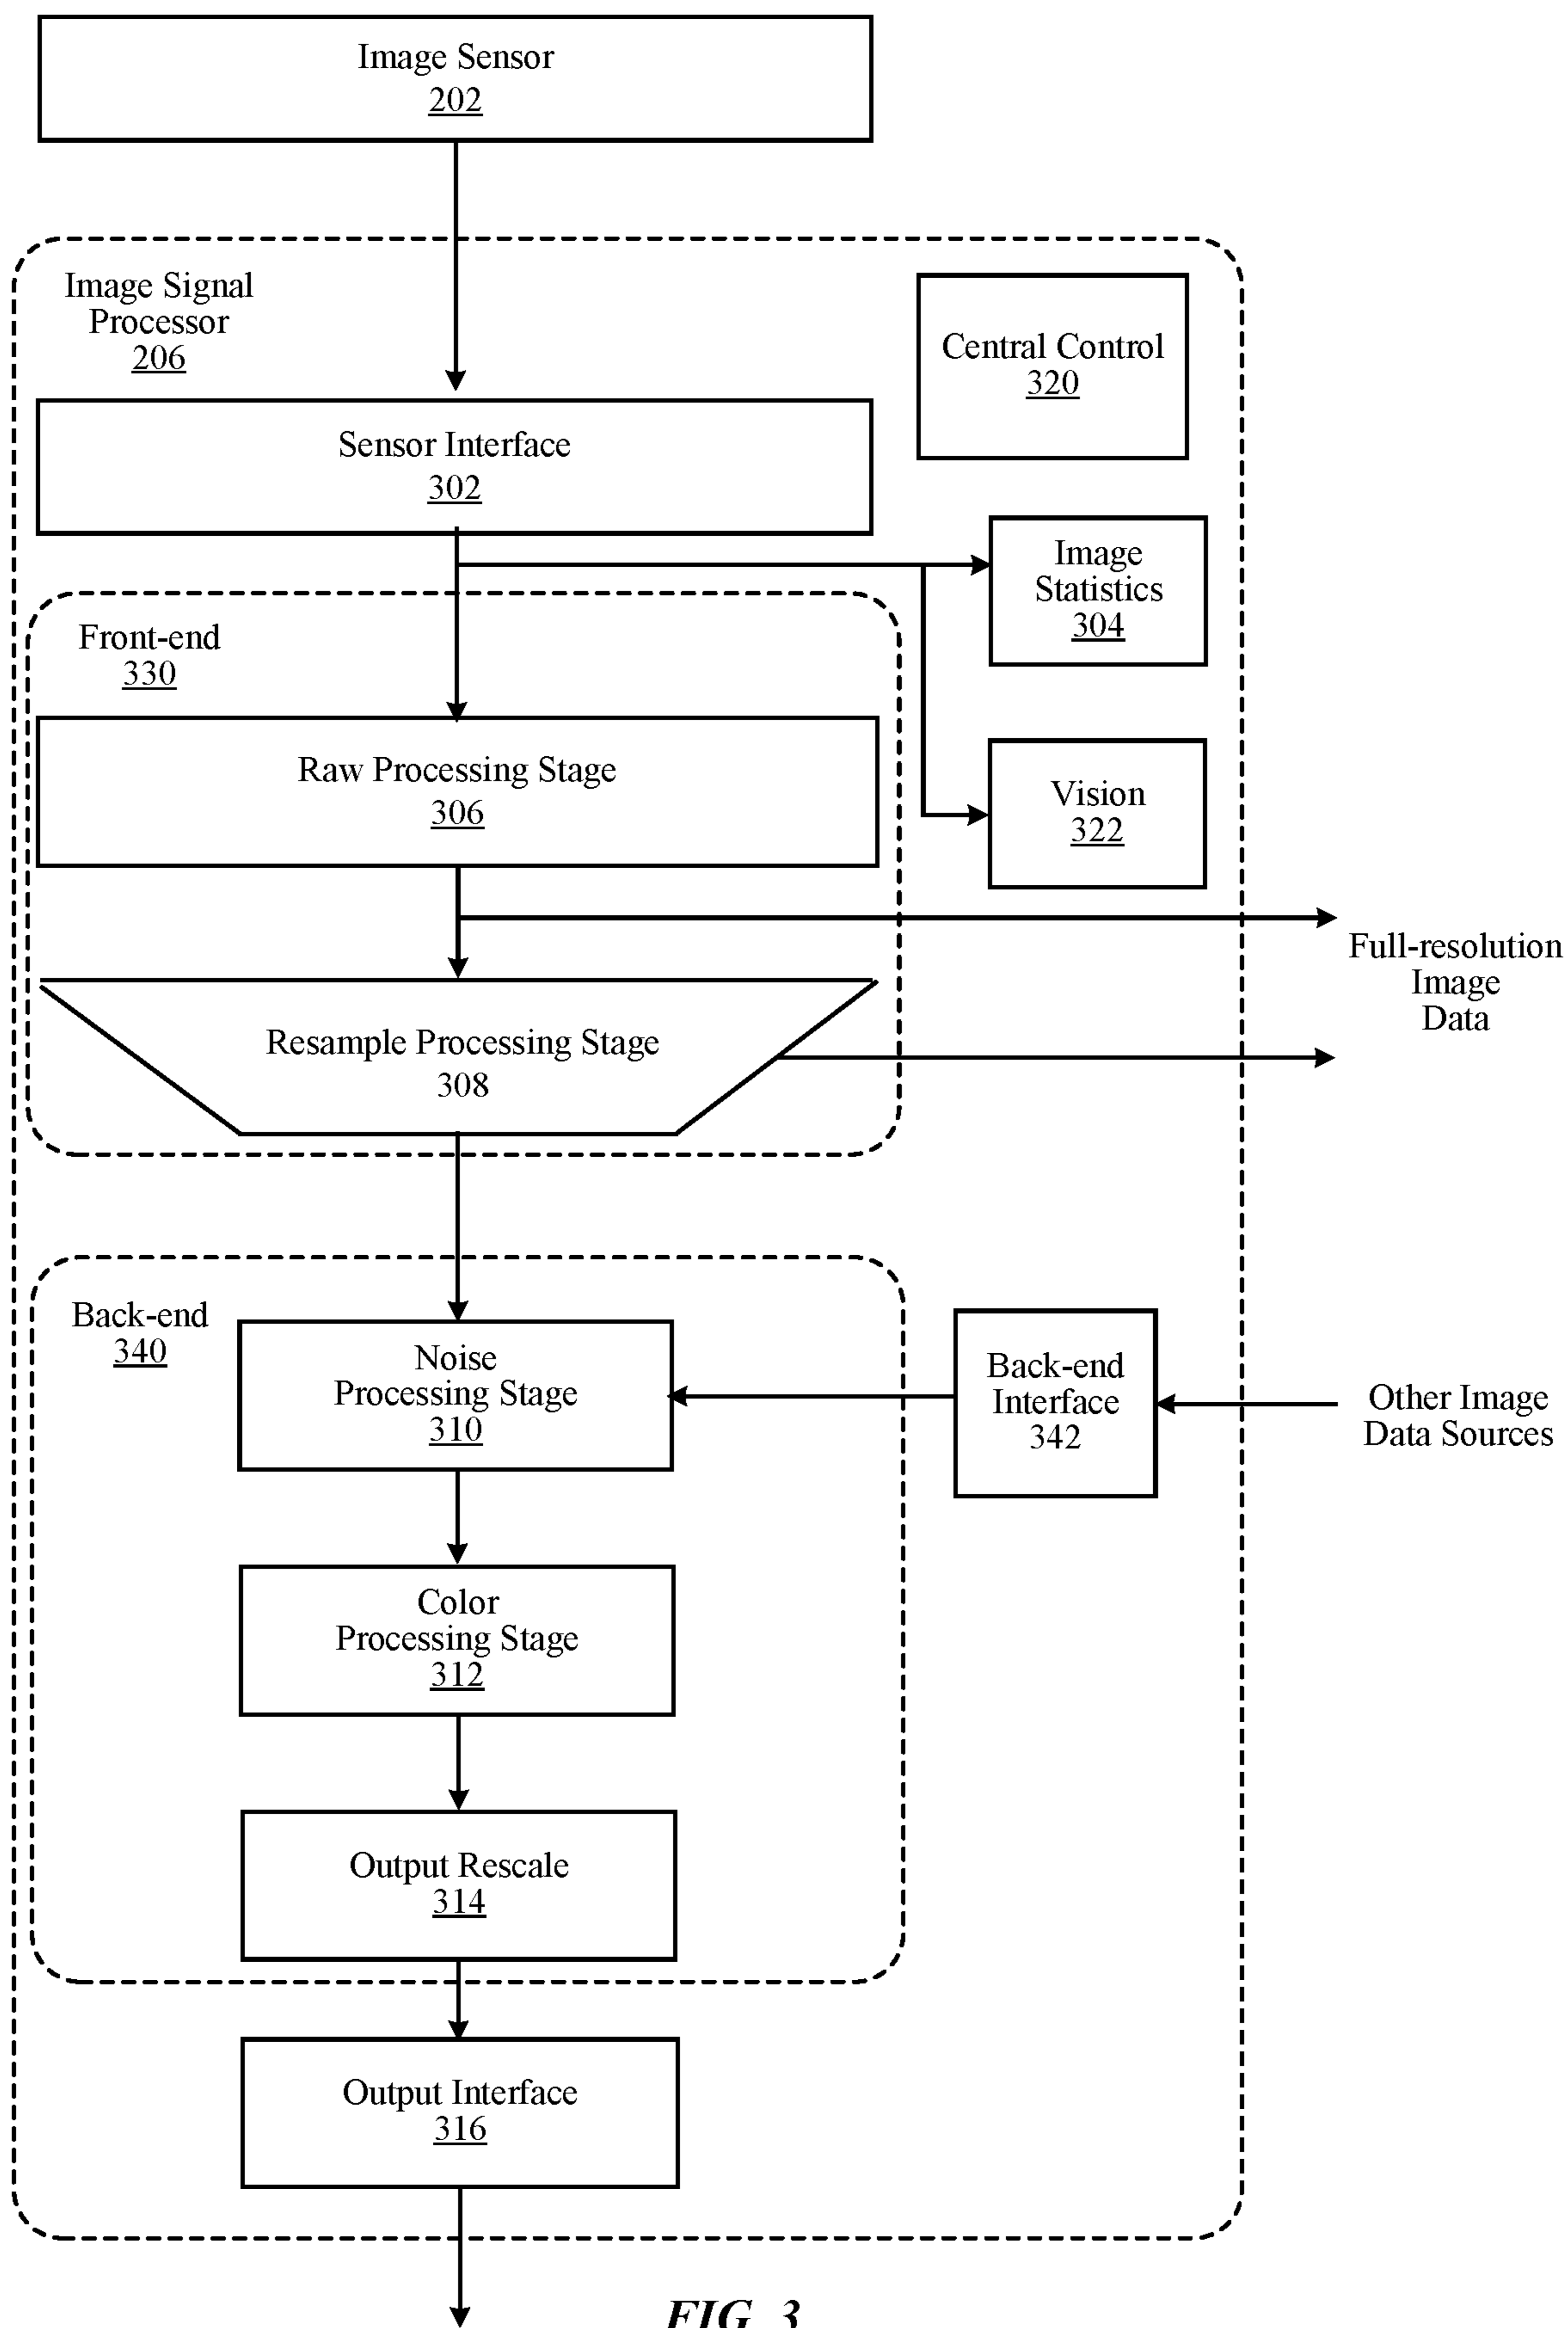 Image Sensor
202
Image Signal
Processor
206
Central Control
320
Sensor Interface
302
Image
Statistics
304
Front-end
330
Raw Processing Stage
306
Vision
322
Full-resolution
Image
Data
Resample Processing Stage
308
Back-end
340
Noise
Processing Stage
310
Back-end
Interface
342
Other Image
Data Sources
Color
Processing Stage
312
Output Rescale
314
Output Interface
316
FIG. 3